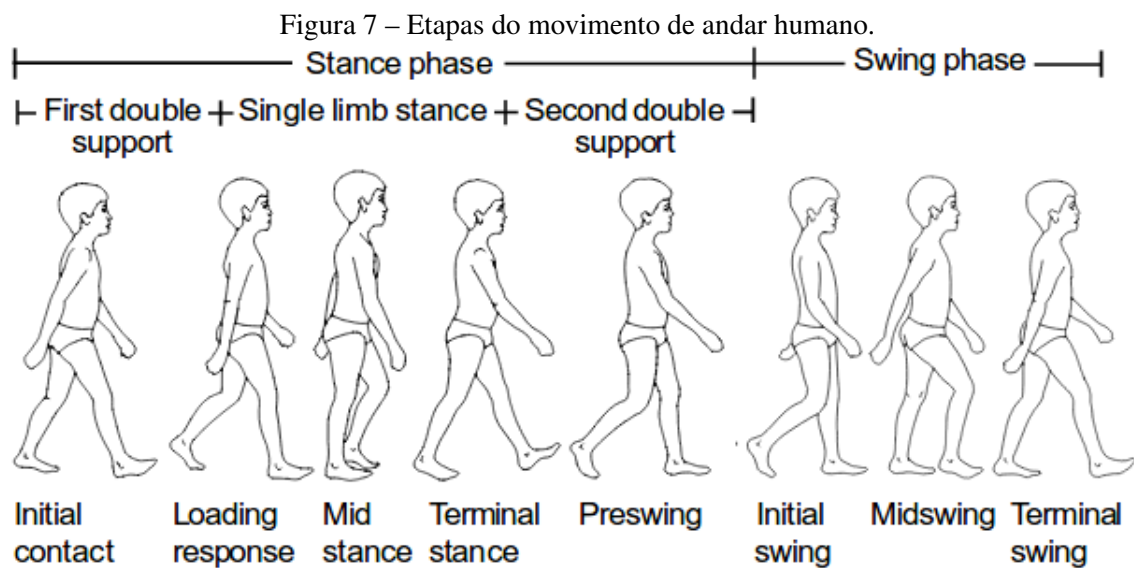 Figura 7 – Etapas do movimento de andar humano.
Stance phase Swing phase
First double support Single limb stance Second double support
Initial contact
Loading response
Mid stance
Terminal stance
Preswing
Initial swing
Midswing
Terminal swing